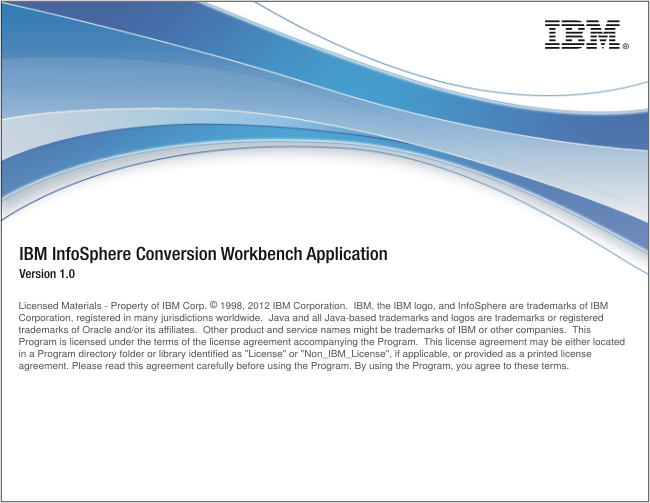 IBM®
IBM InfoSphere Conversion Workbench Application
Version 1.0
Licensed Materials - Property of IBM Corp. © 1998, 2012 IBM Corporation.  IBM, the IBM logo, and InfoSphere are trademarks of IBM
Corporation, registered in many jurisdictions worldwide.  Java and all Java-based trademarks and logos are trademarks or registered
trademarks of Oracle and/or its affiliates.  Other product and service names might be trademarks of IBM or other companies.  This
Program is licensed under the terms of the license agreement accompanying the Program.  This license agreement may be either located
in a Program directory folder or library identified as "License" or "Non_IBM_License", if applicable, or provided as a printed license
agreement. Please read this agreement carefully before using the Program. By using the Program, you agree to these terms.